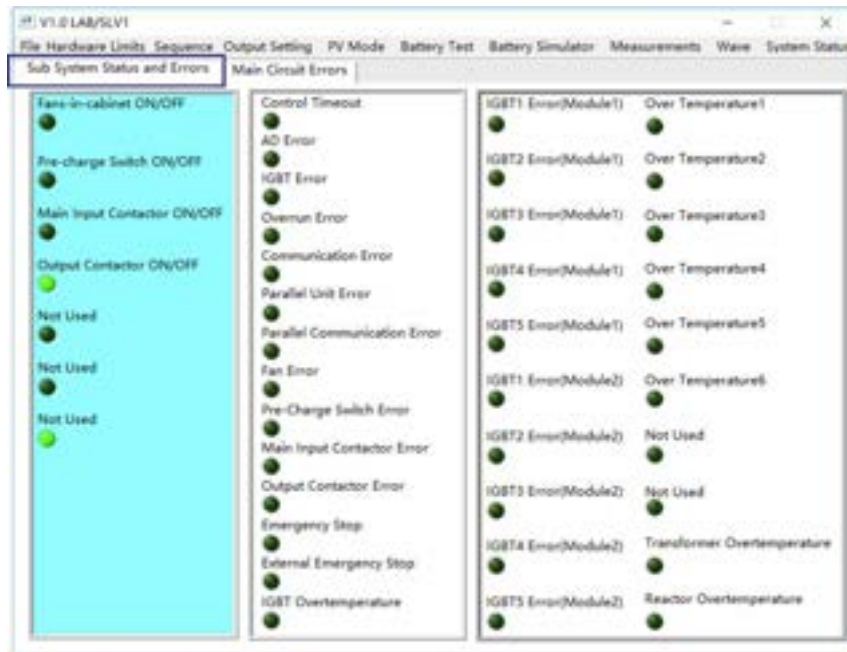 V1.0 LAB/SLV1
File Hardware Limits Sequence Output Setting PV Mode Battery Test Battery Simulator Measurements Wave System Status
Sub System Status and Errors Main Circuit Errors
Fans-in-cabinet ON/OFF
Pre-charge Switch ON/OFF
Main Input Contactor ON/OFF
Output Contactor ON/OFF
Not Used
Not Used
Not Used
Control Timeout
AD Error
IGBT Error
Overrun Error
Communication Error
Parallel Unit Error
Parallel Communication Error
Fan Error
Pre-Charge Switch Error
Main Input Contactor Error
Output Contactor Error
Emergency Stop
External Emergency Stop
IGBT Overtemperature
IGBT1 Error(Module1) Over Temperature1
IGBT2 Error(Module1) Over Temperature2
IGBT3 Error(Module1) Over Temperature3
IGBT4 Error(Module1) Over Temperature4
IGBT5 Error(Module1) Over Temperature5
IGBT1 Error(Module2) Over Temperature6
IGBT2 Error(Module2) Not Used
IGBT3 Error(Module2) Not Used
IGBT4 Error(Module2) Transformer Overtemperature
IGBT5 Error(Module2) Reactor Overtemperature